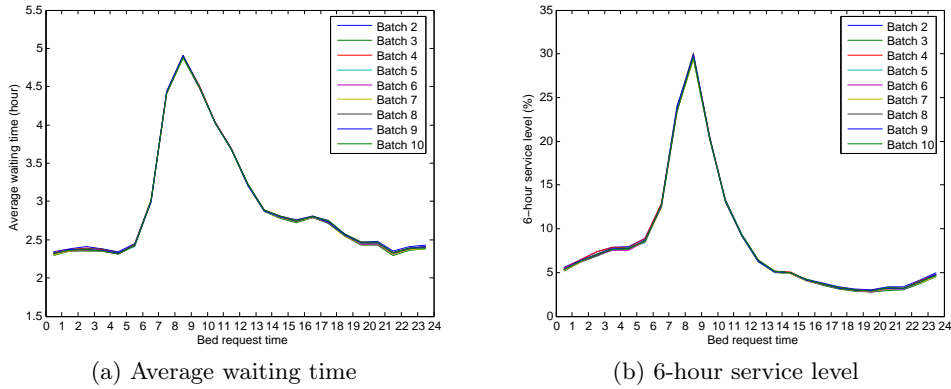 5.5
5
4.5
4
3.5
3
2.5
2
1.5
Average waiting time (hour)
0 1 2 3 4 5 6 7 8 9 10 11 12 13 14 15 16 17 18 19 20 21 22 23 24
Bed request time
Batch 2
Batch 3
Batch 4
Batch 5
Batch 6
Batch 7
Batch 8
Batch 9
Batch 10
(a) Average waiting time
35
30
25
20
15
10
5
0
6−hour service level (%)
0 1 2 3 4 5 6 7 8 9 10 11 12 13 14 15 16 17 18 19 20 21 22 23 24
Bed request time
Batch 2
Batch 3
Batch 4
Batch 5
Batch 6
Batch 7
Batch 8
Batch 9
Batch 10
(b) 6-hour service level